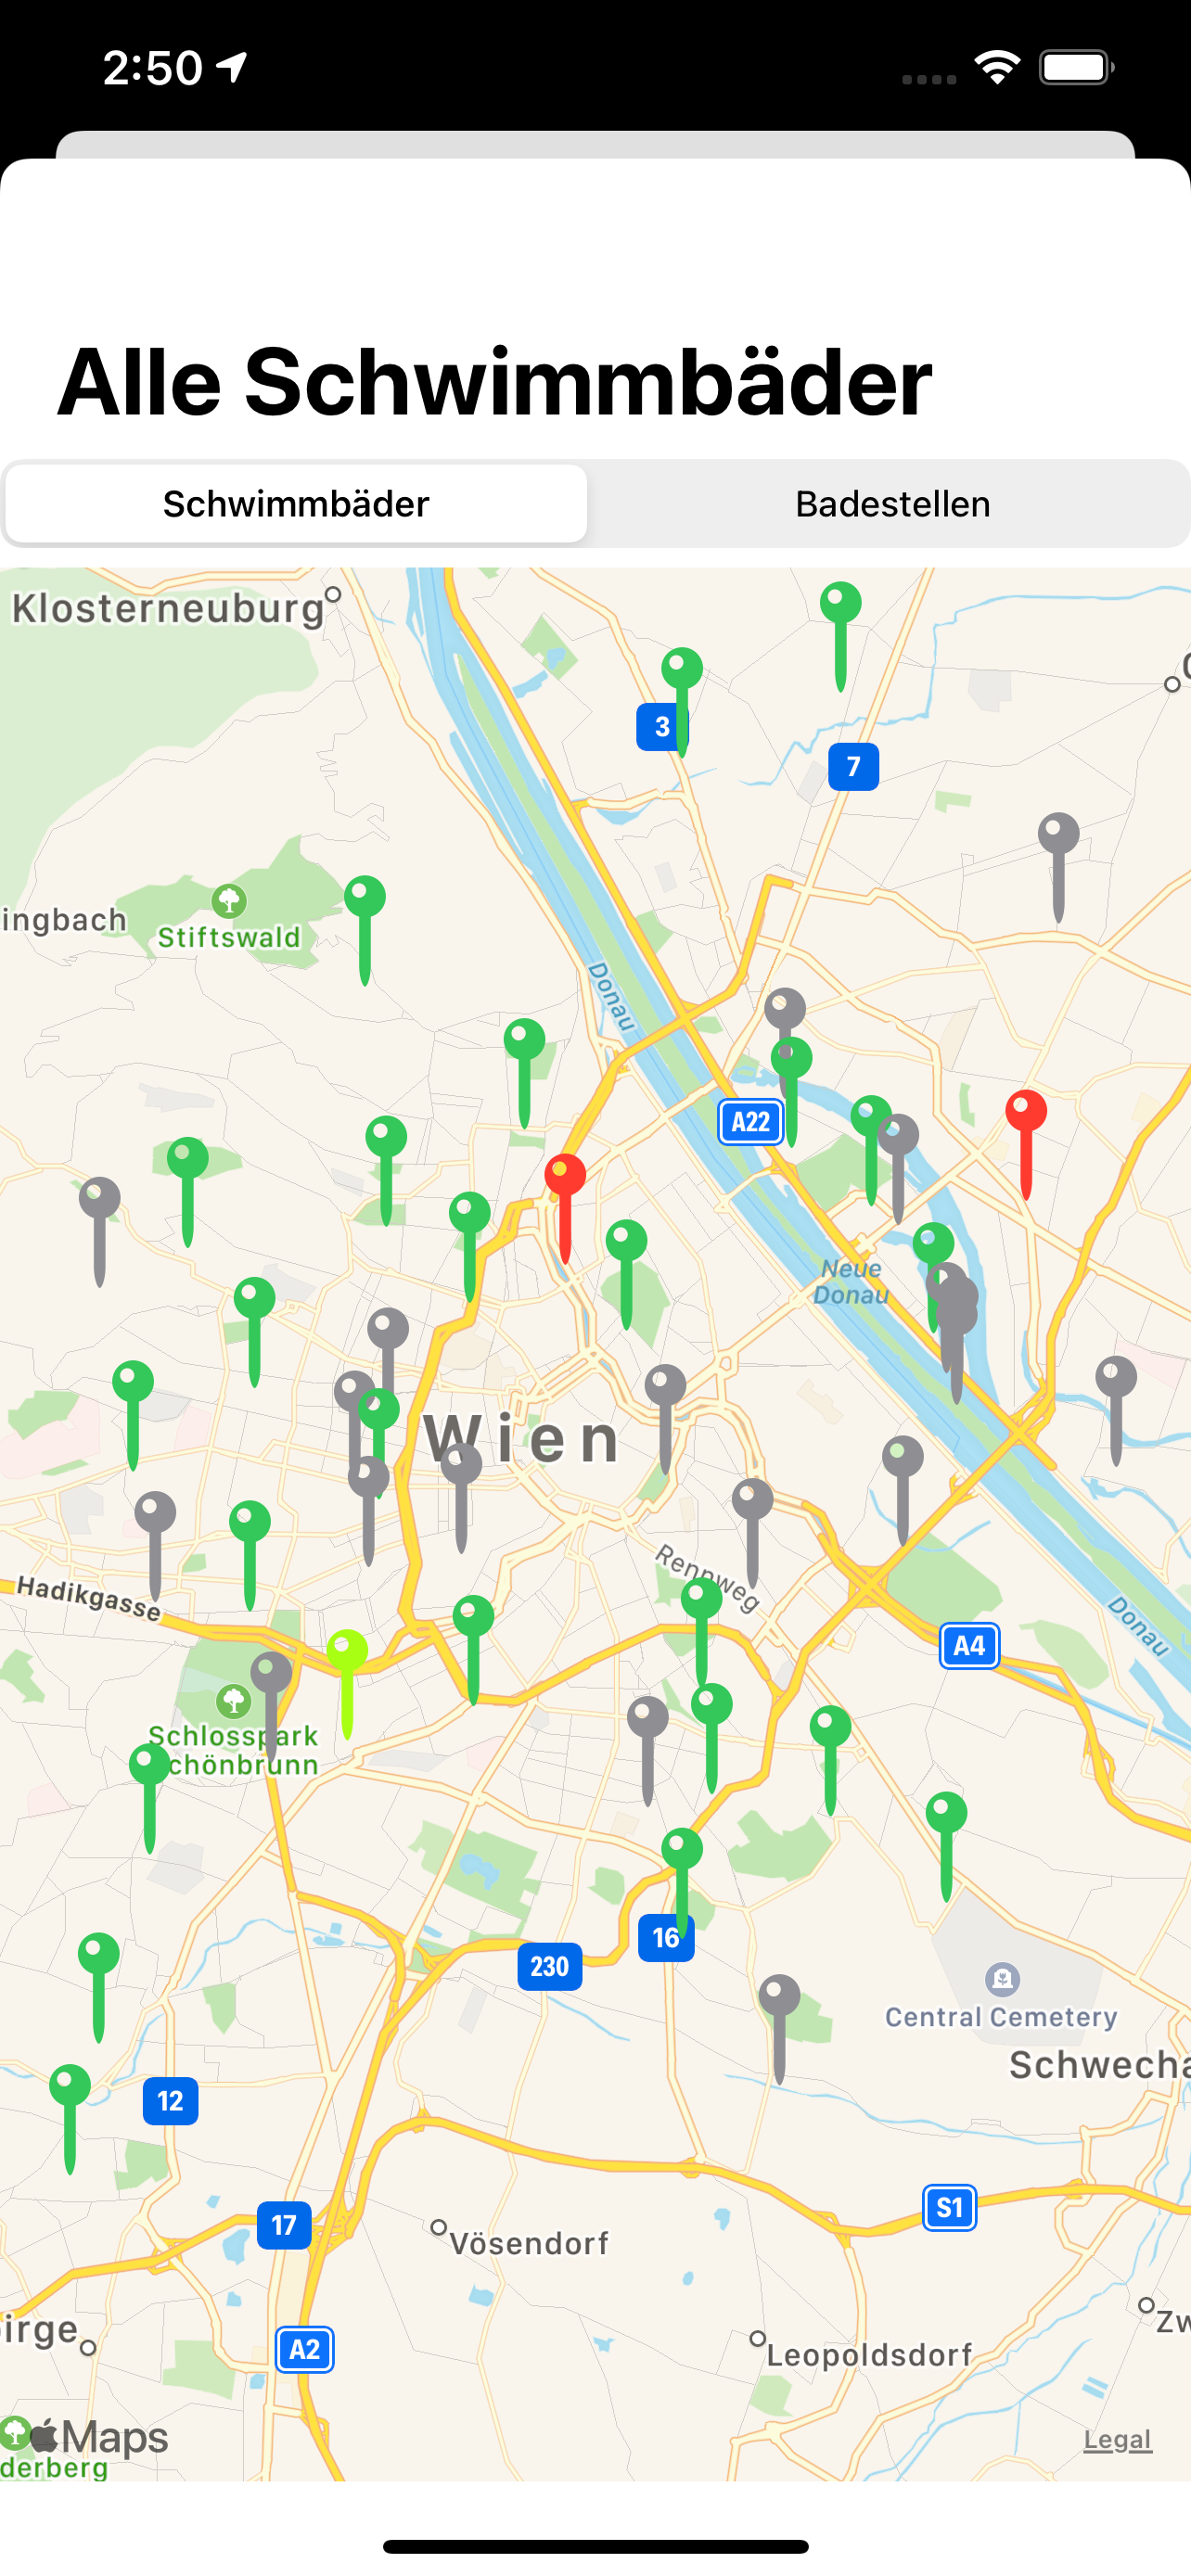 2:50
Alle Schwimmbäder
Schwimmbäder
Badestellen
Klosterneuburg
3
7
ingbach
Stiftswald
Donau
A22
Neue
Donau
Wien
Rennweg
Hadikgasse
Donau
A4
Schlosspark
chönbrunn
16
230
Central Cemetery
Schwecha
12
17
S1
Vösendorf
irge
Zw
A2
Leopoldsdorf
Maps
Legal
derberg